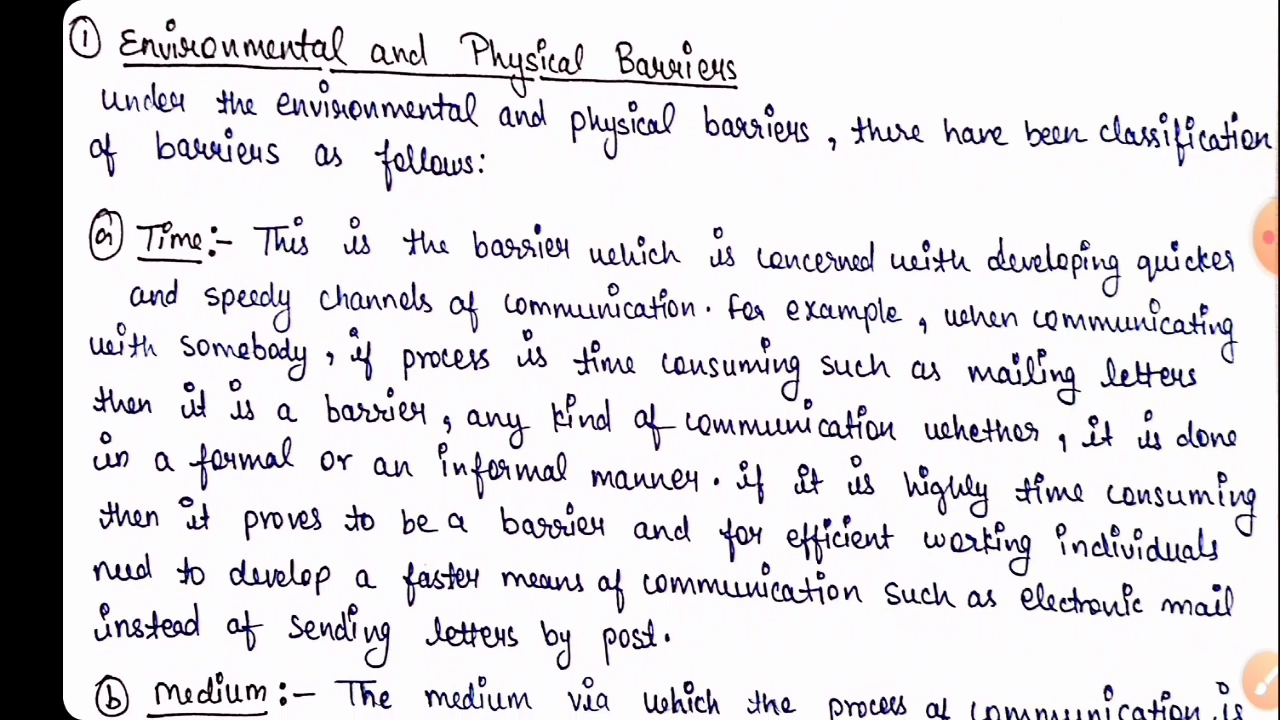 ① Environmental and Physical Barriers
under the environmental and physical barriers, there have been classification
of barriers as follows:
ⓐ Time:- This is the barrier which is concerned with developing quicker
and speedy channels of communication. For example, when communicating
with somebody, if process is time consuming such as mailing letters
then it is a barrier, any kind of communication whether, it is done
in a formal or an informal manner. if it is highly time consuming
then it proves to be a barrier and for efficient working individuals
need to develop a faster means of communication such as electronic mail
instead of sending letters by post.
ⓑ Medium:- The medium via which the process of communication is